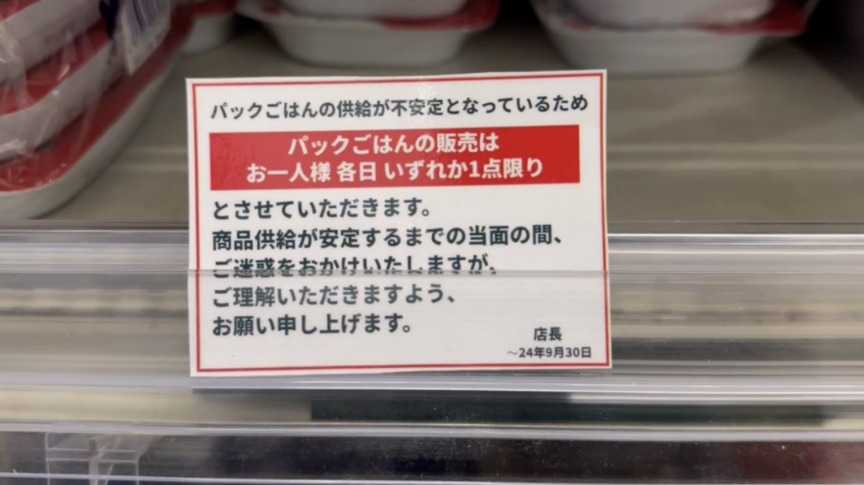 パックごはんの供給が不安定となっているため
パックごはんの販売は
お一人様 各日 いずれか1点限り
とさせていただきます。
商品供給が安定するまでの当面の間、
ご迷惑をおかけいたしますが、
ご理解いただきますよう、
お願い申し上げます。
店長
～24年9月30日